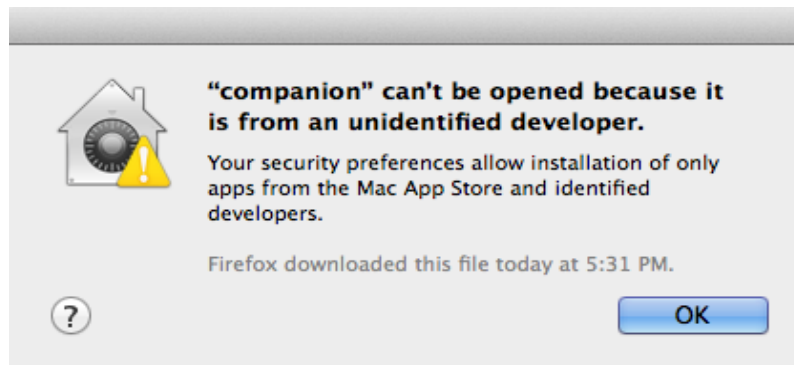 “companion” can't be opened because it
is from an unidentified developer.
Your security preferences allow installation of only
apps from the Mac App Store and identified
developers.
Firefox downloaded this file today at 5:31 PM.
?
OK